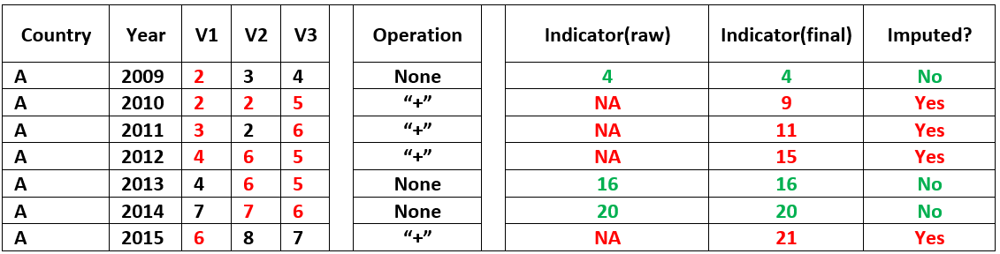 Country Year V1 V2 V3 Operation Indicator(raw) Indicator(final) Imputed?
A 2009 2 3 4 None 4 4 No
A 2010 2 2 5 “+” NA 9 Yes
A 2011 3 2 6 “+” NA 11 Yes
A 2012 4 6 5 “+” NA 15 Yes
A 2013 4 6 5 None 16 16 No
A 2014 7 7 6 None 20 20 No
A 2015 6 8 7 “+” NA 21 Yes